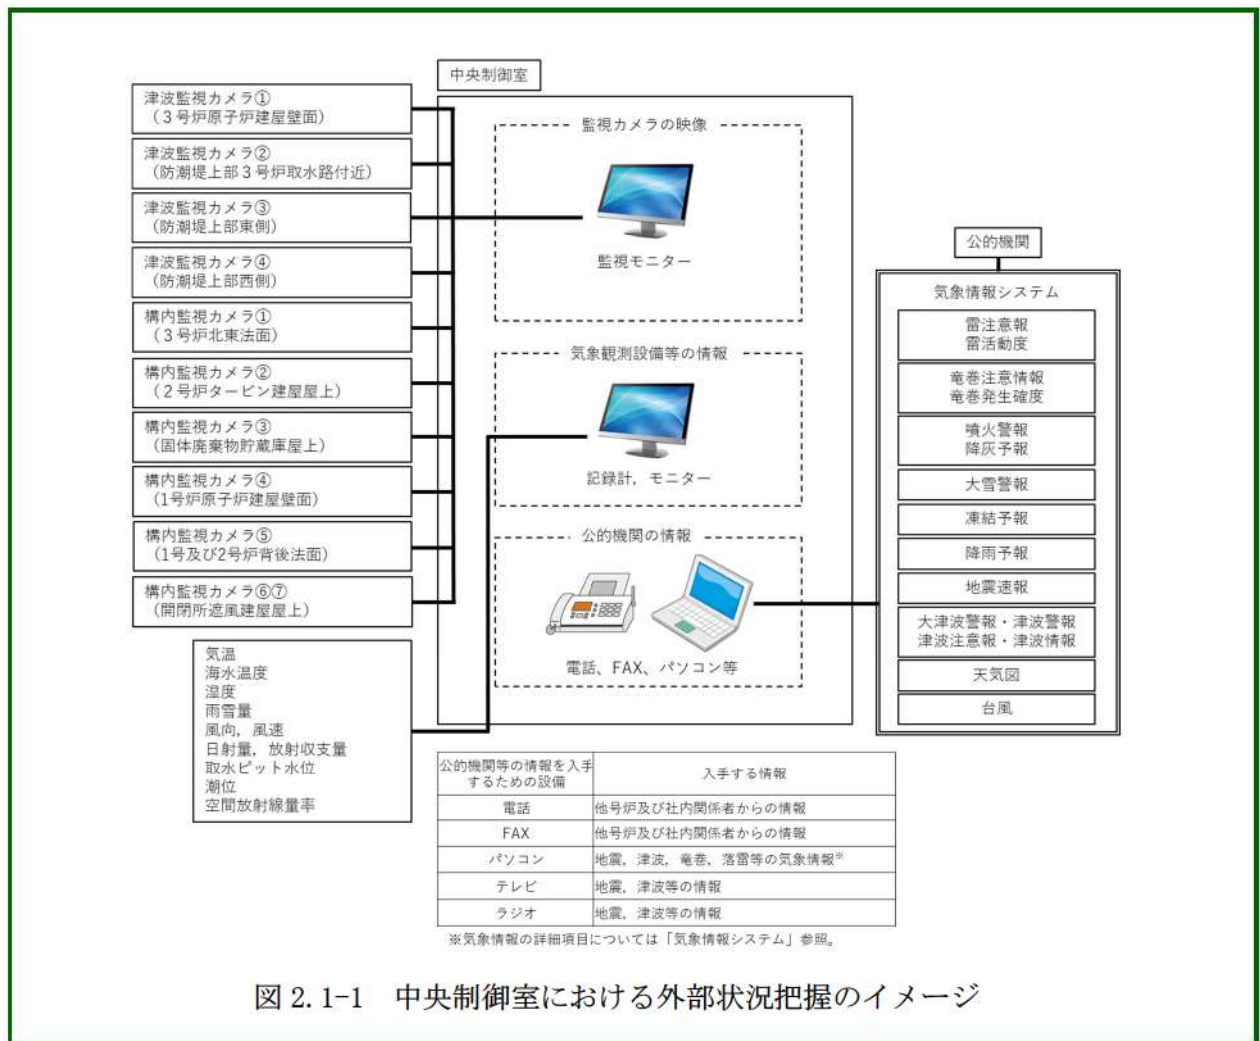 中央制御室
津波監視カメラ①
（３号炉原子炉建屋壁面）
津波監視カメラ②
（防潮堤上部３号炉取水路付近）
津波監視カメラ③
（防潮堤上部東側）
津波監視カメラ④
（防潮堤上部西側）
構内監視カメラ①
（３号炉北東法面）
構内監視カメラ②
（２号炉タービン建屋屋上）
構内監視カメラ③
（固体廃棄物貯蔵庫屋上）
構内監視カメラ④
（1号炉原子炉建屋壁面）
構内監視カメラ⑤
（1号及び2号炉背後法面）
構内監視カメラ⑥⑦
（開閉所遮風建屋屋上）
気温
海水温度
湿度
雨雪量
風向，風速
日射量，放射収支量
取水ピット水位
潮位
空間放射線量率
監視カメラの映像
監視モニター
気象観測設備等の情報
記録計，モニター
公的機関の情報
電話、FAX、パソコン等
公的機関
気象情報システム
雷注意報
雷活動度
竜巻注意情報
竜巻発生確度
噴火警報
降灰予報
大雪警報
凍結予報
降雨予報
地震速報
大津波警報・津波警報
津波注意報・津波情報
天気図
台風
公的機関等の情報を入手
するための設備
入手する情報
電話
他号炉及び社内関係者からの情報
FAX
他号炉及び社内関係者からの情報
パソコン
地震，津波，竜巻，落雷等の気象情報※
テレビ
地震，津波等の情報
ラジオ
地震，津波等の情報
※気象情報の詳細項目については「気象情報システム」参照。
図 2.1-1　中央制御室における外部状況把握のイメージ